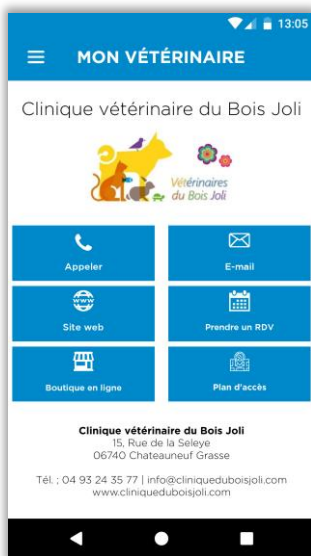 13:05
MON VÉTÉRINAIRE
Clinique vétérinaire du Bois Joli
Vétérinaires
du Bois Joli
Appeler
E-mail
WWW
Site web
Prendre un RDV
Boutique en ligne
Plan d'accès
Clinique vétérinaire du Bois Joli
15, Rue de la Seleye
06740 Chateauneuf Grasse
Tél. ; 04 93 24 35 77 | info@cliniqueduboisjoli.com
www.cliniqueduboisjoli.com